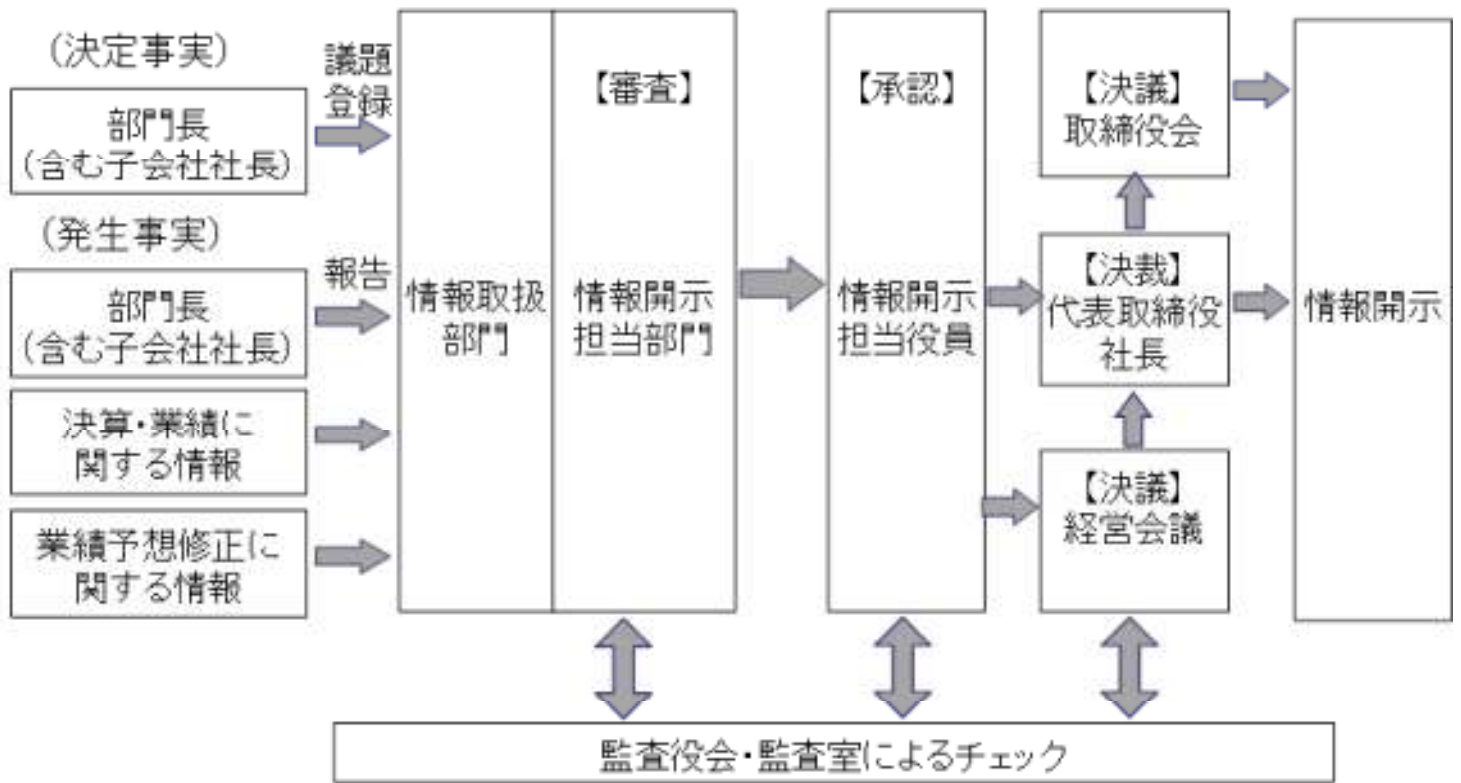 (決定事実)
部門長
(含む子会社社長)
議題
登録
(発生事実)
部門長
(含む子会社社長)
報告
決算・業績に
関する情報
業績予想修正に
関する情報
情報取扱
部門
【審査】
情報開示
担当部門
【承認】
情報開示
担当役員
【決議】
取締役会
【決裁】
代表取締役
社長
【決議】
経営会議
情報開示
監査役会・監査室によるチェック